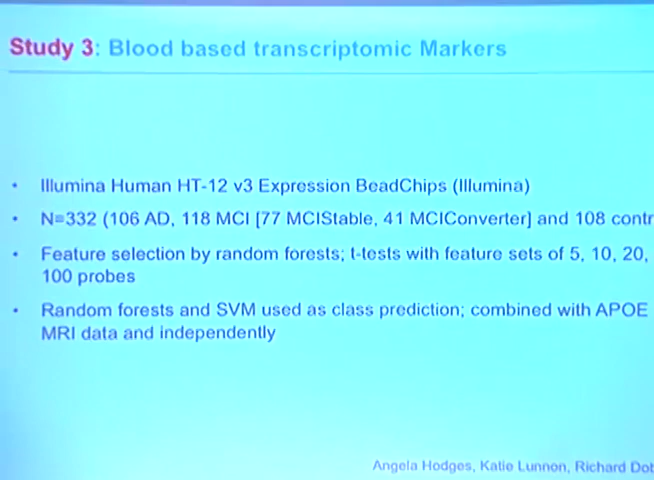 Study 3: Blood based transcriptomic Markers
• Illumina Human HT-12 v3 Expression BeadChips (Illumina)
• N=332 (106 AD, 118 MCI [77 MCIStable, 41 MCIConverter] and 108 contr
• Feature selection by random forests; t-tests with feature sets of 5, 10, 20,
100 probes
• Random forests and SVM used as class prediction; combined with APOE
MRI data and independently
Angela Hodges, Katie Lunnon, Richard Dob